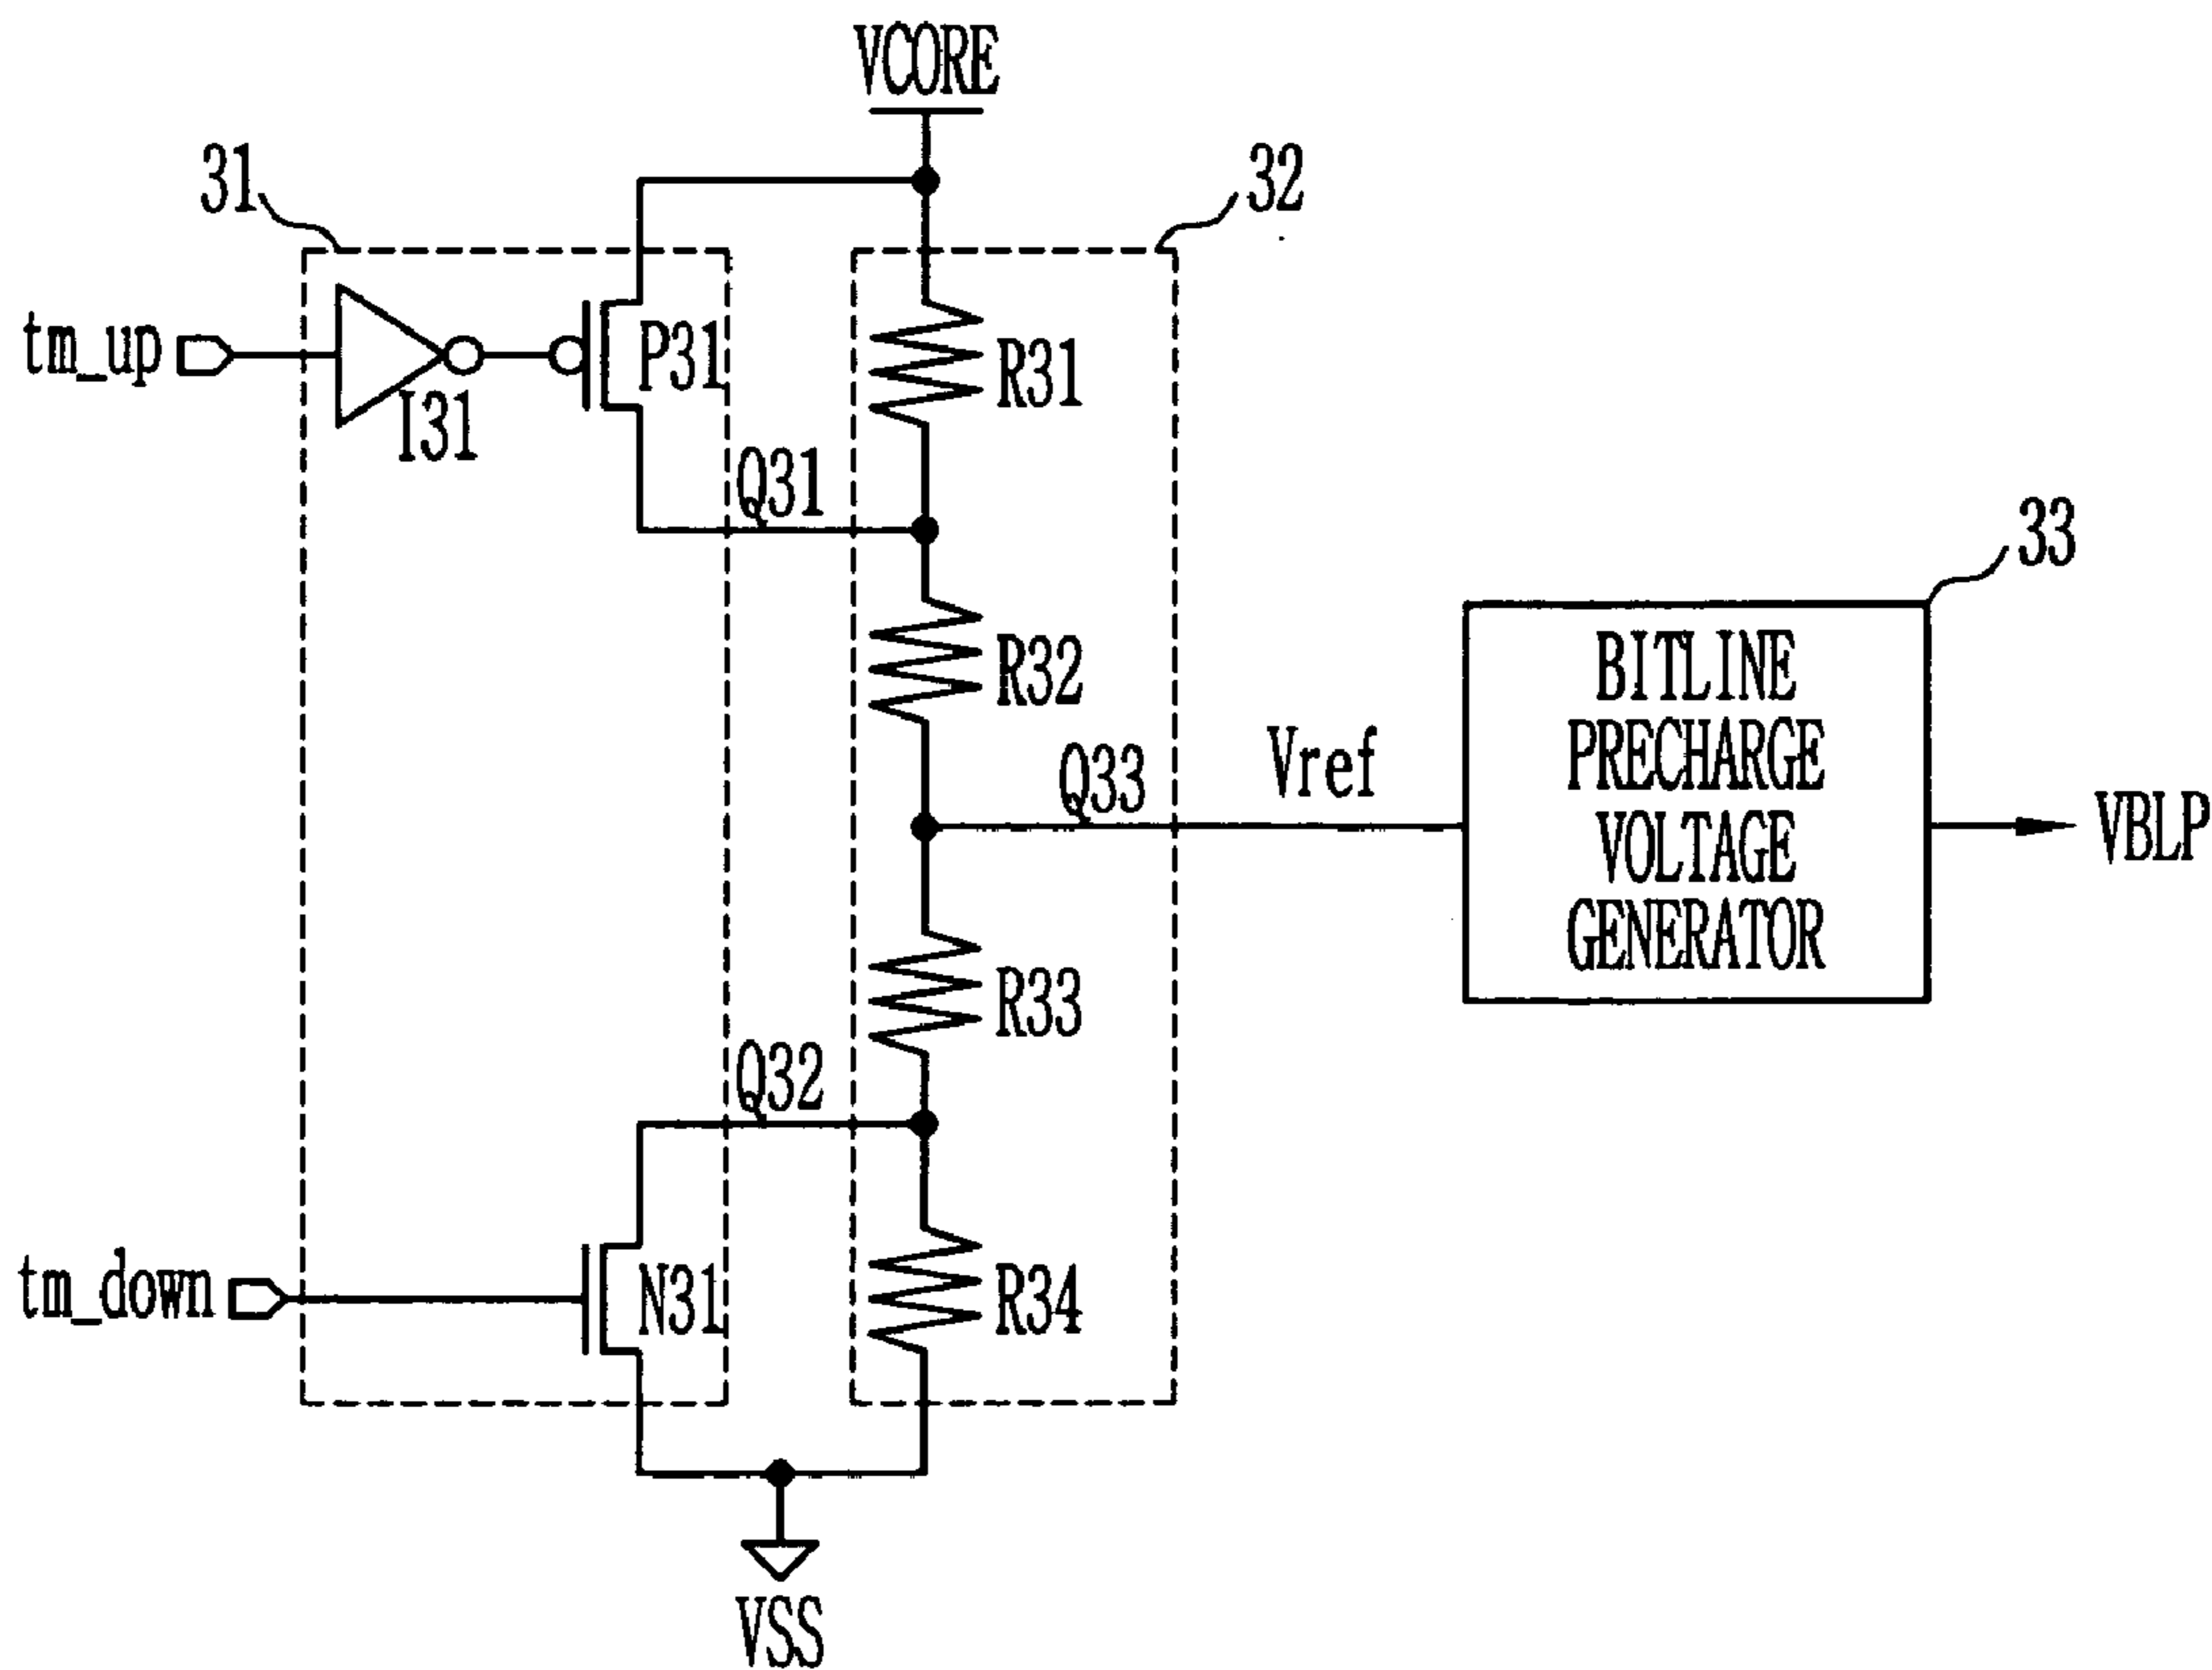 VCORE
31
32
tm_up
P31
R31
I31
Q31
33
R32
BITLINE
PRECHARGE
VOLTAGE
GENERATOR
Q33
Vref
VBLP
R33
Q32
tm_down
N31
R34
VSS